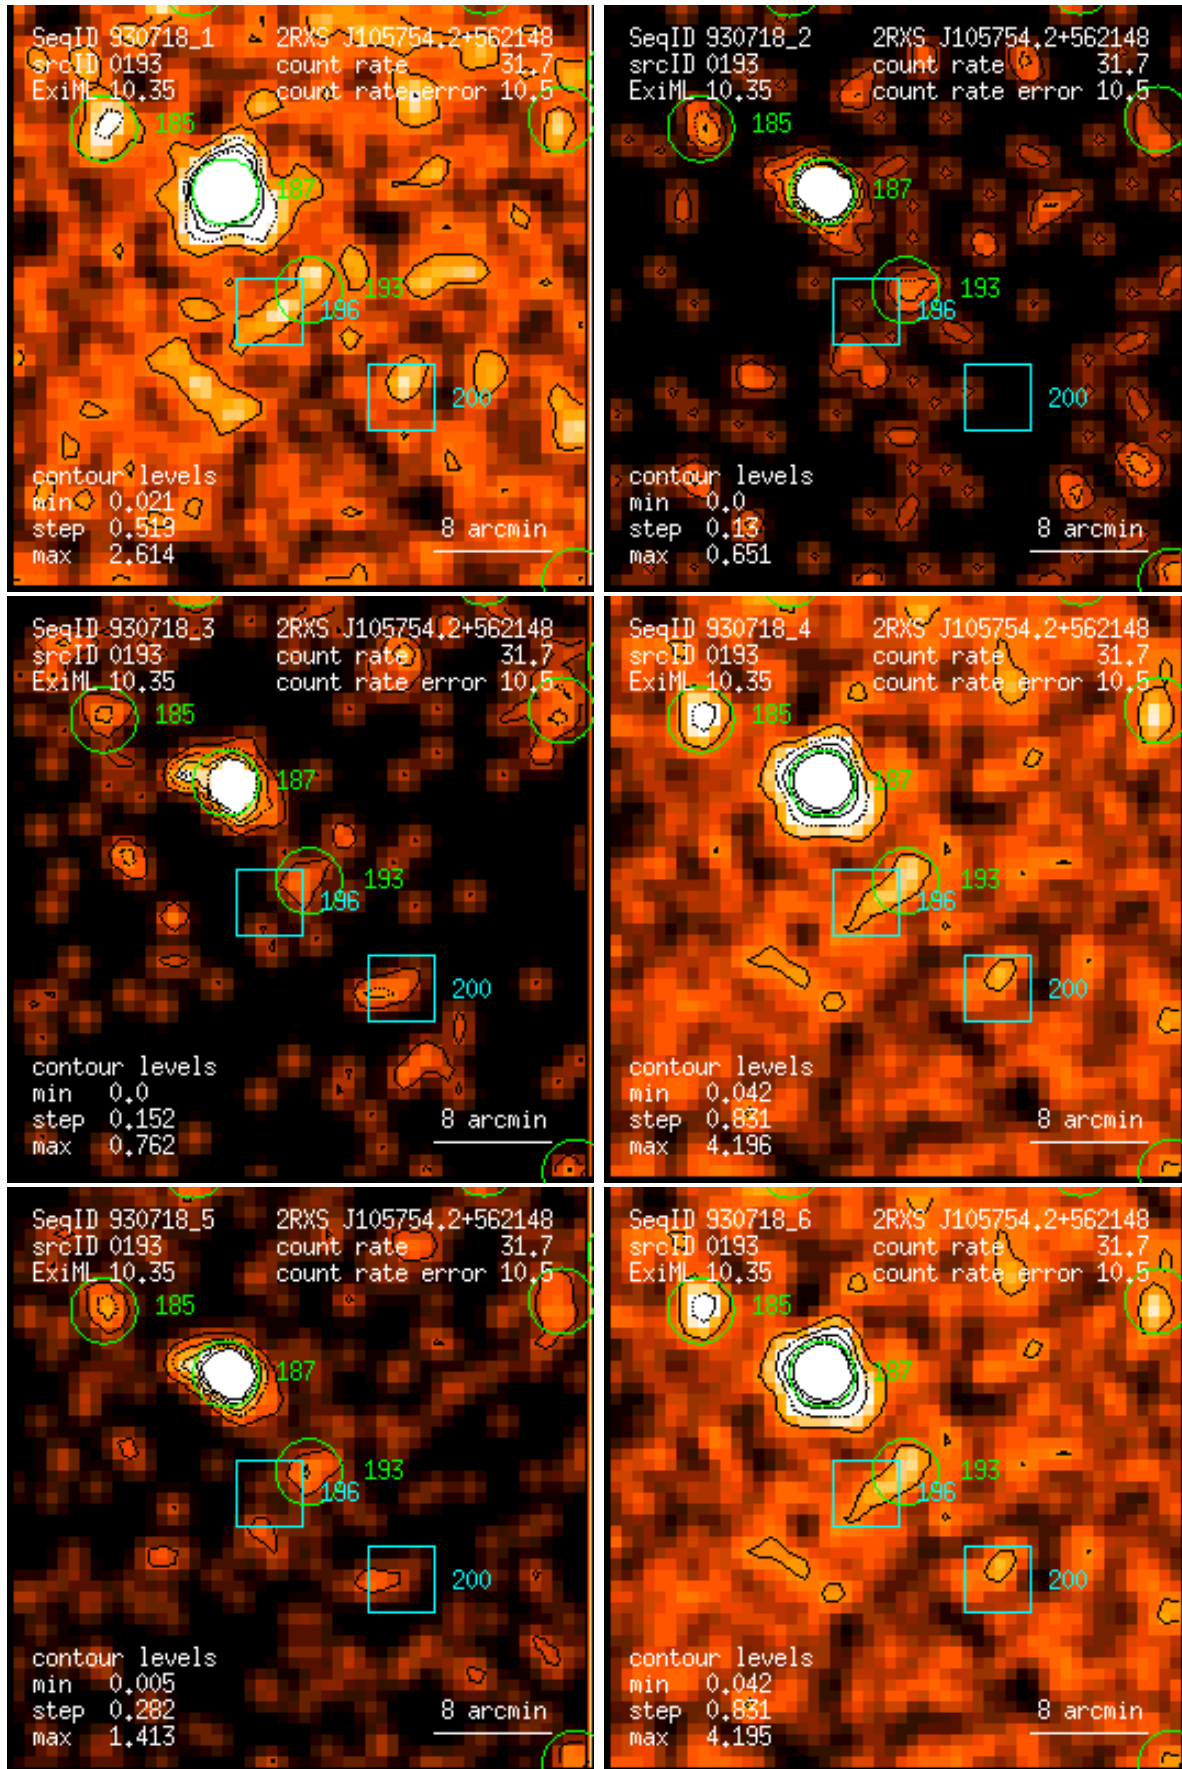 SeqID 930718_1 2RXS J105754.2+562148
srcID 0193 count rate 31.7
ExiML 10.35 count rate error 10.5
185
187
193
196
200
contour levels
min 0.021
step 0.519
max 2.614
8 arcmin
SeqID 930718_2 2RXS J105754.2+562148
srcID 0193 count rate 31.7
ExiML 10.35 count rate error 10.5
185
187
193
196
200
contour levels
min 0.0
step 0.13
max 0.651
8 arcmin
SeqID 930718_3 2RXS J105754.2+562148
srcID 0193 count rate 31.7
ExiML 10.35 count rate error 10.5
185
187
193
196
200
contour levels
min 0.0
step 0.152
max 0.762
8 arcmin
SeqID 930718_4 2RXS J105754.2+562148
srcID 0193 count rate 31.7
ExiML 10.35 count rate error 10.5
185
187
193
196
200
contour levels
min 0.042
step 0.831
max 4.196
8 arcmin
SeqID 930718_5 2RXS J105754.2+562148
srcID 0193 count rate 31.7
ExiML 10.35 count rate error 10.5
185
187
193
196
200
contour levels
min 0.005
step 0.282
max 1.413
8 arcmin
SeqID 930718_6 2RXS J105754.2+562148
srcID 0193 count rate 31.7
ExiML 10.35 count rate error 10.5
185
187
193
196
200
contour levels
min 0.042
step 0.831
max 4.195
8 arcmin